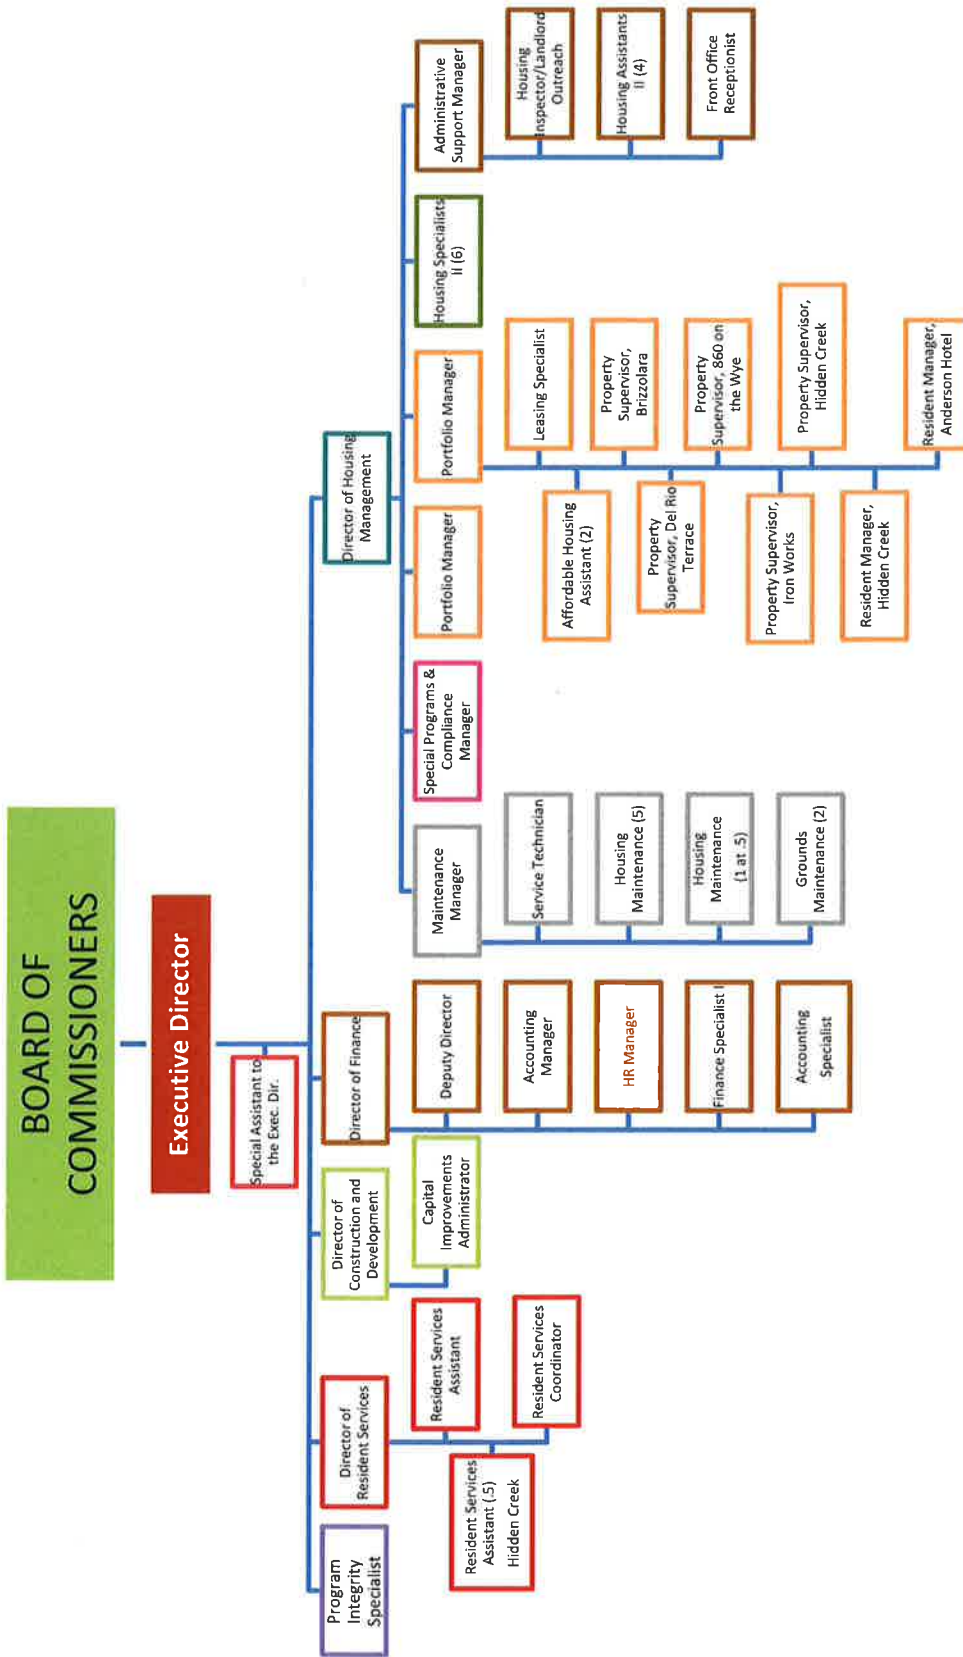 BOARD OF
COMMISSIONERS
Executive Director
Special Assistant to
the Exec. Dir.
Program
Integrity
Specialist
Director of
Resident Services
Director of
Construction and
Development
Director of Finance
Director of Housing
Management
Resident Services
Assistant
Resident Services
Assistant (.5)
Hidden Creek
Resident Services
Coordinator
Capital
Improvements
Administrator
Deputy Director
Accounting
Manager
HR Manager
Finance Specialist I
Accounting
Specialist
Maintenance
Manager
Special Programs &
Compliance
Manager
Portfolio Manager
Portfolio Manager
Housing Specialists
II (6)
Administrative
Support Manager
Service Technician
Housing
Maintenance (5)
Housing
Maintenance
(1 at .5)
Grounds
Maintenance (2)
Leasing Specialist
Affordable Housing
Assistant (2)
Property
Supervisor,
Brizzolara
Property
Supervisor, Del Rio
Terrace
Property
Supervisor, 860 on
the Wye
Property Supervisor,
Iron Works
Property Supervisor,
Hidden Creek
Resident Manager,
Hidden Creek
Resident Manager,
Anderson Hotel
Housing
Inspector/Landlord
Outreach
Housing Assistants
II (4)
Front Office
Receptionist